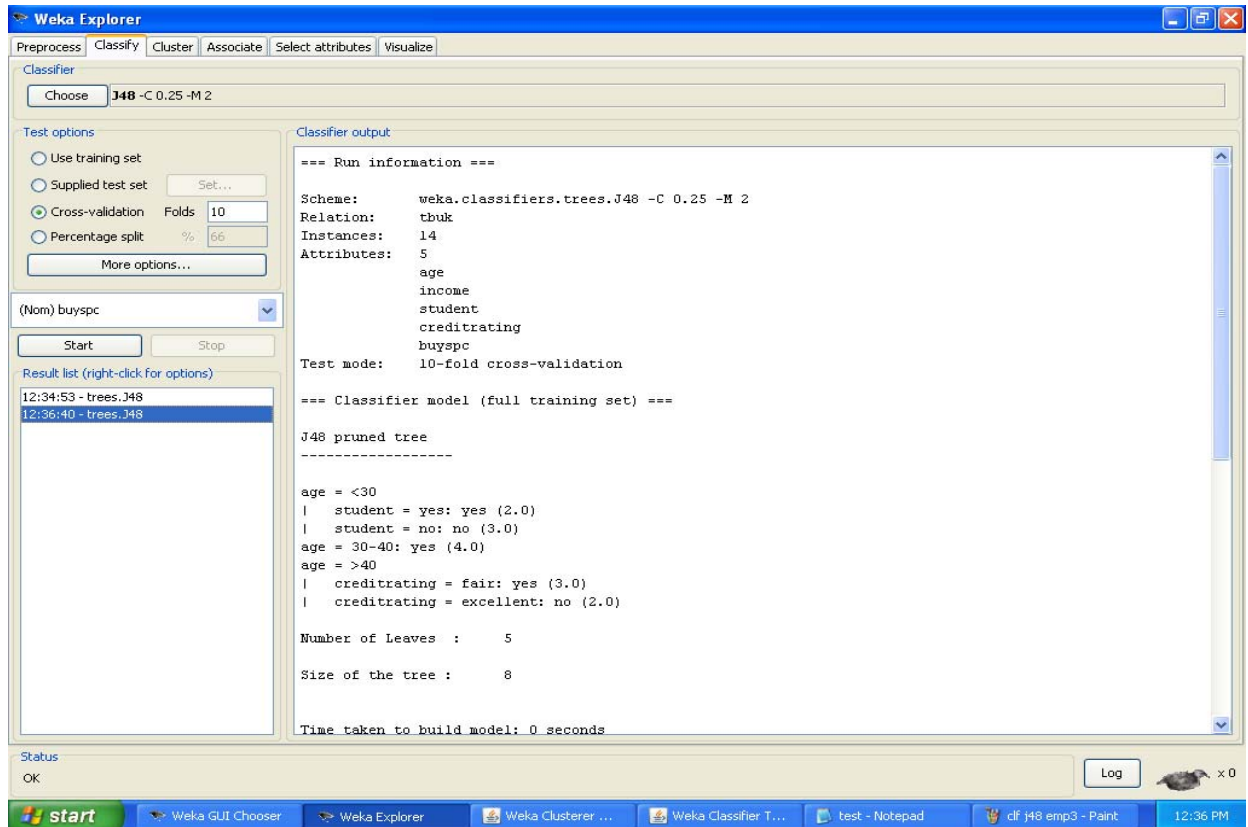 Weka Explorer
Preprocess Classify Cluster Associate Select attributes Visualize
Classifier
Choose J48 -C 0.25 -M 2
Test options
Use training set
Supplied test set Set...
Cross-validation Folds 10
Percentage split % 66
More options...
(Nom) buyspc
Start Stop
Result list (right-click for options)
12:34:53 - trees.J48
12:36:40 - trees.J48
Classifier output
=== Run information ===
Scheme: weka.classifiers.trees.J48 -C 0.25 -M 2
Relation: tbuk
Instances: 14
Attributes: 5
age
income
student
creditrating
buyspc
Test mode: 10-fold cross-validation
=== Classifier model (full training set) ===
J48 pruned tree
------------------
age = <30
| student = yes: yes (2.0)
| student = no: no (3.0)
age = 30-40: yes (4.0)
age = >40
| creditrating = fair: yes (3.0)
| creditrating = excellent: no (2.0)
Number of Leaves : 5
Size of the tree : 8
Time taken to build model: 0 seconds
Status
OK
Log x 0
start Weka GUI Chooser Weka Explorer Weka Clusterer ... Weka Classifier T... test - Notepad clf j48 emp3 - Paint 12:36 PM